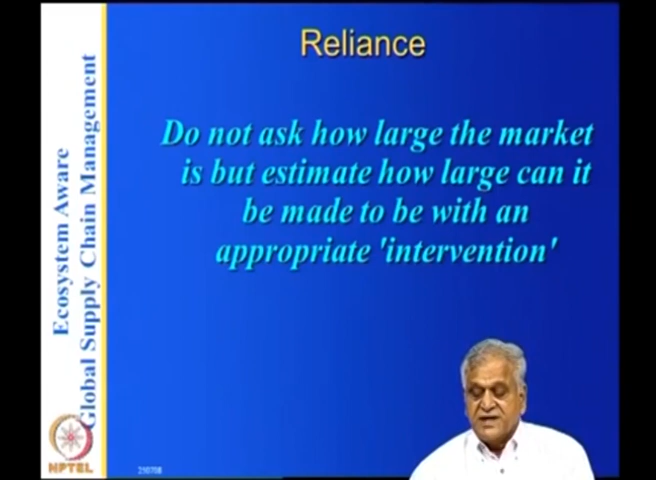 Reliance
Do not ask how large the market
is but estimate how large can it
be made to be with an
appropriate 'intervention'
Ecosystem Aware
Global Supply Chain Management
NPTEL